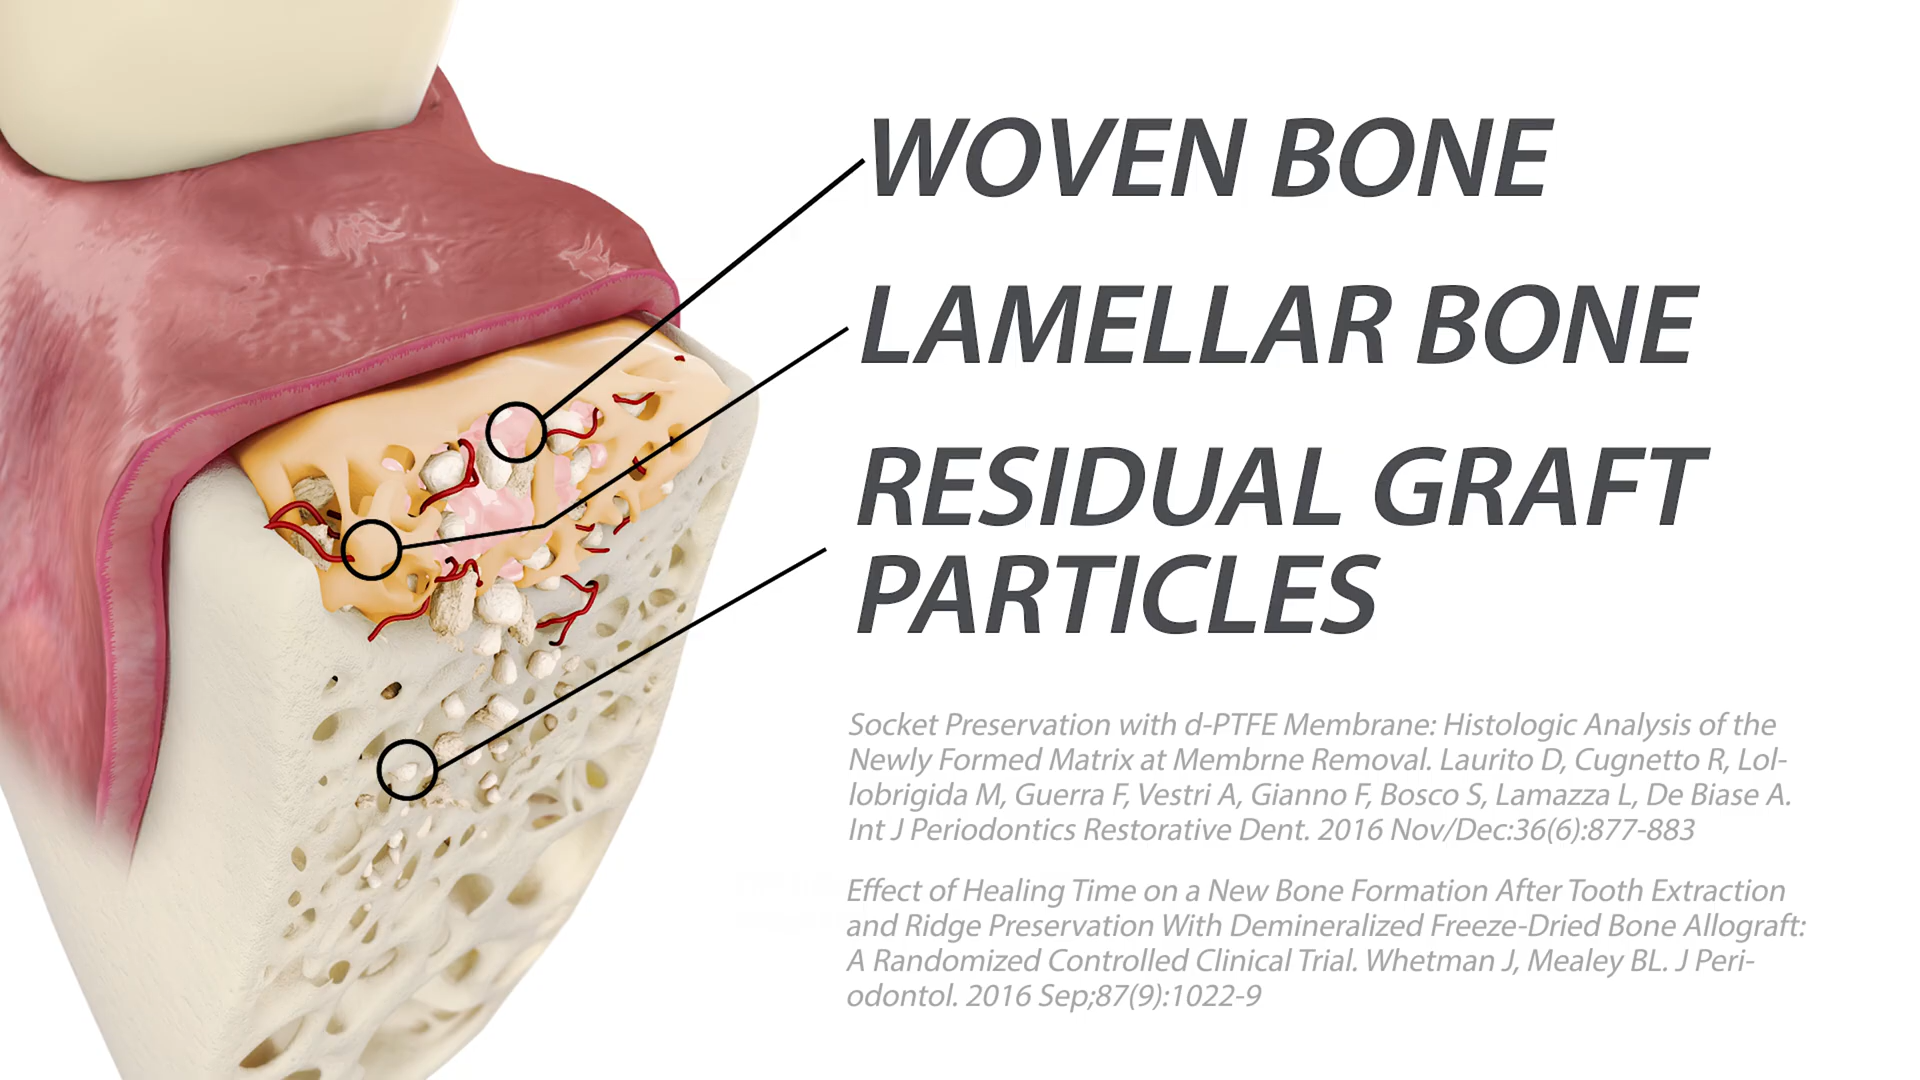 WOVEN BONE
LAMELLAR BONE
RESIDUAL GRAFT
PARTICLES
Socket Preservation with d-PTFE Membrane: Histologic Analysis of the
Newly Formed Matrix at Membrne Removal. Laurito D, Cugnetto R, Lol-
lobrigida M, Guerra F, Vestri A, Gianno F, Bosco S, Lamazza L, De Biase A.
Int J Periodontics Restorative Dent. 2016 Nov/Dec:36(6):877-883
Effect of Healing Time on a New Bone Formation After Tooth Extraction
and Ridge Preservation With Demineralized Freeze-Dried Bone Allograft:
A Randomized Controlled Clinical Trial. Whetman J, Mealey BL. J Peri-
odontol. 2016 Sep;87(9):1022-9